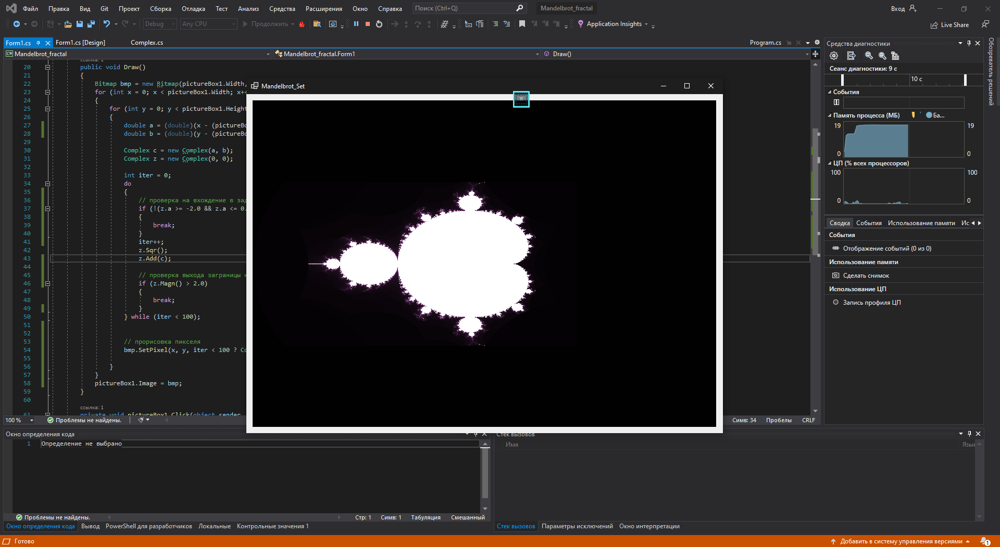 Файл Правка Вид Git Проект Сборка Отладка Тест Анализ Средства Расширения Окно Справка Поиск (Ctrl+Q) Mandelbrot_fractal Вход
Debug Any CPU Продолжить Application Insights Live Share
Form1.cs Form1.cs [Design] Complex.cs Program.cs
Mandelbrot_fractal Mandelbrot_fractal.Form1 Draw()
ссылка: 1
20 public void Draw()
21 {
22 Bitmap bmp = new Bitmap(pictureBox1.Width,
23 for (int x = 0; x < pictureBox1.Width; x++
24 {
25 for (int y = 0; y < pictureBox1.Height
26 {
27 double a = (double)(x - (pictureBo
28 double b = (double)(y - (pictureBo
29
30 Complex c = new Complex(a, b);
31 Complex z = new Complex(0, 0);
32
33 int iter = 0;
34 do
35 {
36 // проверка на вхождение в зад
37 if (!(z.a >= -2.0 && z.a <= 0.
38 {
39 break;
40 }
41 iter++;
42 z.Sqr();
43 z.Add(c);
44
45 // проверка выхода заграницы
46 if (z.Magn() > 2.0)
47 {
48 break;
49 }
50 } while (iter < 100);
51
52
53 // прорисовка пикселя
54 bmp.SetPixel(x, y, iter < 100 ? Co
55
56 }
57 }
58 pictureBox1.Image = bmp;
59 }
60
ссылка: 1
61 private void pictureBox1_Click(object sender
100 % Проблемы не найдены. Симв: 34 Пробелы CRLF
Mandelbrot_Set
Средства диагностики
Сеанс диагностики: 9 с
10 с
События
Память процесса (МБ) Ба...
19 19
0 0
ЦП (% всех процессоров)
100 100
0 0
Сводка События Использование памяти Ис
События
Отображение событий (0 из 0)
Использование памяти
Сделать снимок
Использование ЦП
Запись профиля ЦП
Обозреватель решений
Окно определения кода
1 Определение не выбрано
Проблемы не найдены. Стр: 1 Симв: 1 Табуляция Смешанный
Окно определения кода Вывод PowerShell для разработчиков Локальные Контрольные значения 1
Стек вызовов
Имя Язык
Стек вызовов Параметры исключений Окно интерпретации
Готово Добавить в систему управления версиями 1